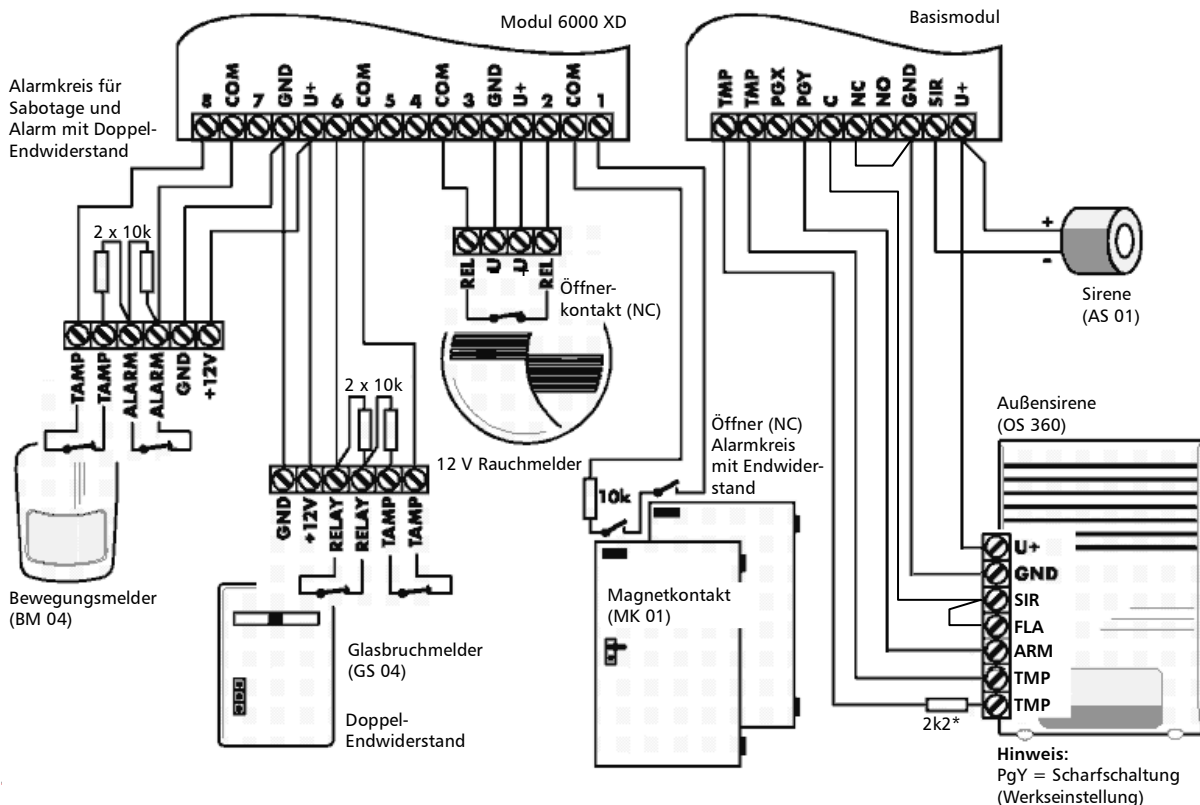 Modul 6000 XD
Basismodul
Alarmkreis für
Sabotage und
Alarm mit Doppel-
Endwiderstand
8 COM 7 GND U+ 6 COM 5 4 COM 3 GND U+ 2 COM 1
TMP TMP PGX PGY C NC NO GND SIR U+
2 x 10k
TAMP TAMP ALARM ALARM GND +12V
REL -U U+ REL
Öffner-
kontakt (NC)
+
-
Sirene
(AS 01)
2 x 10k
GND +12V RELAY RELAY TAMP TAMP
12 V Rauchmelder
Öffner (NC)
Alarmkreis
mit Endwider-
stand
10k
Außensirene
(OS 360)
U+
GND
SIR
FLA
ARM
TMP
TMP
2k2*
Bewegungsmelder
(BM 04)
Magnetkontakt
(MK 01)
Glasbruchmelder
(GS 04)
Doppel-
Endwiderstand
Hinweis:
PgY = Scharfschaltung
(Werkseinstellung)